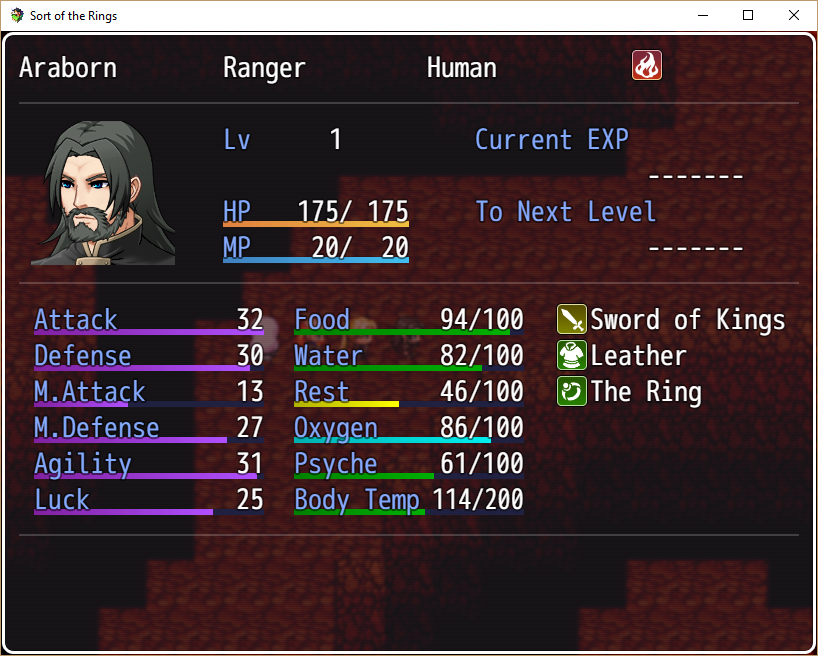 Sort of the Rings
Araborn Ranger Human
Lv 1 Current EXP
-------
HP 175/ 175 To Next Level
MP 20/ 20 -------
Attack 32 Food 94/100 Sword of Kings
Defense 30 Water 82/100 Leather
M.Attack 13 Rest 46/100 The Ring
M.Defense 27 Oxygen 86/100
Agility 31 Psyche 61/100
Luck 25 Body Temp 114/200